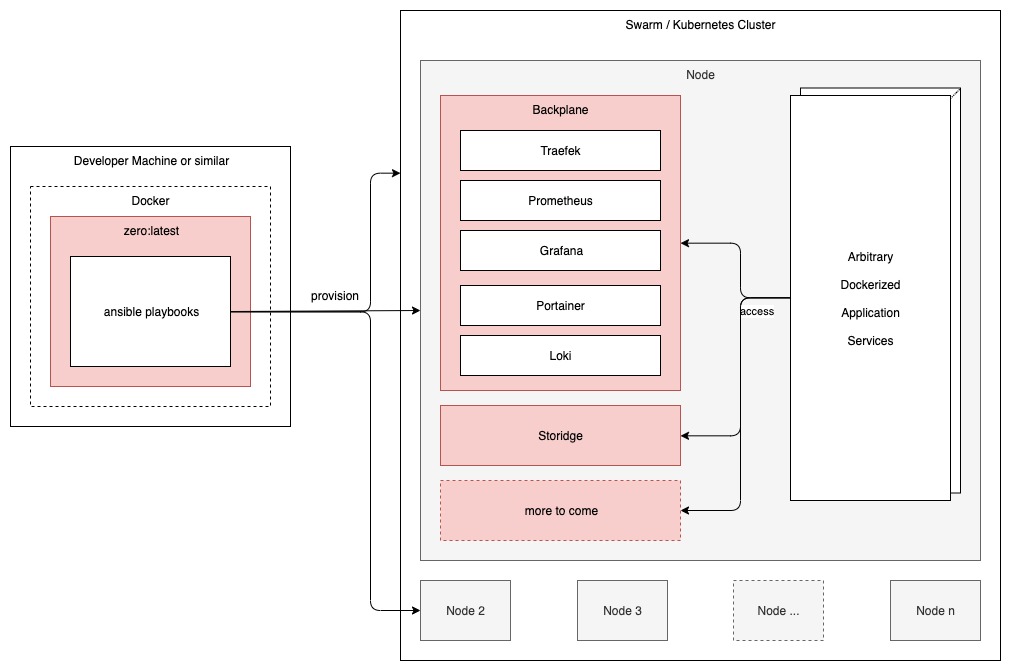 Swarm / Kubernetes Cluster
Node
Backplane
Traefek
Prometheus
Grafana
Portainer
Loki
Storidge
more to come
access
Arbitrary
Dockerized
Application
Services
Developer Machine or similar
Docker
zero:latest
ansible playbooks
provision
Node 2
Node 3
Node ...
Node n